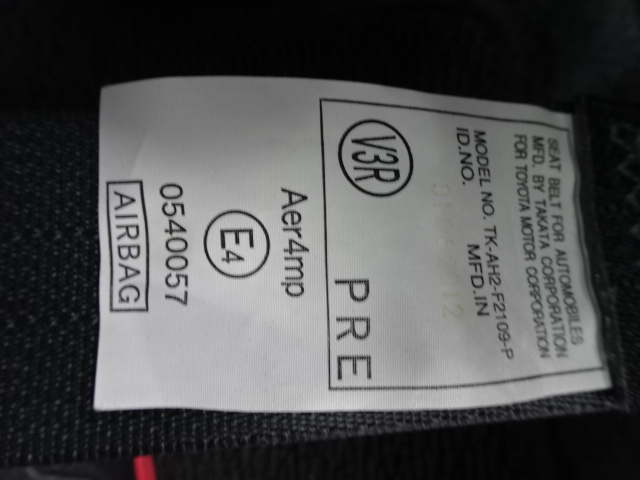 SEAT BELT FOR AUTOMOBILES
MFD. BY TAKATA CORPORATION
FOR TOYOTA MOTOR CORPORATION
MODEL NO. TK-AH2-F2109-P
ID.NO. MFD.IN
V3R PRE
Aer4mp
E4
0540057
AIRBAG